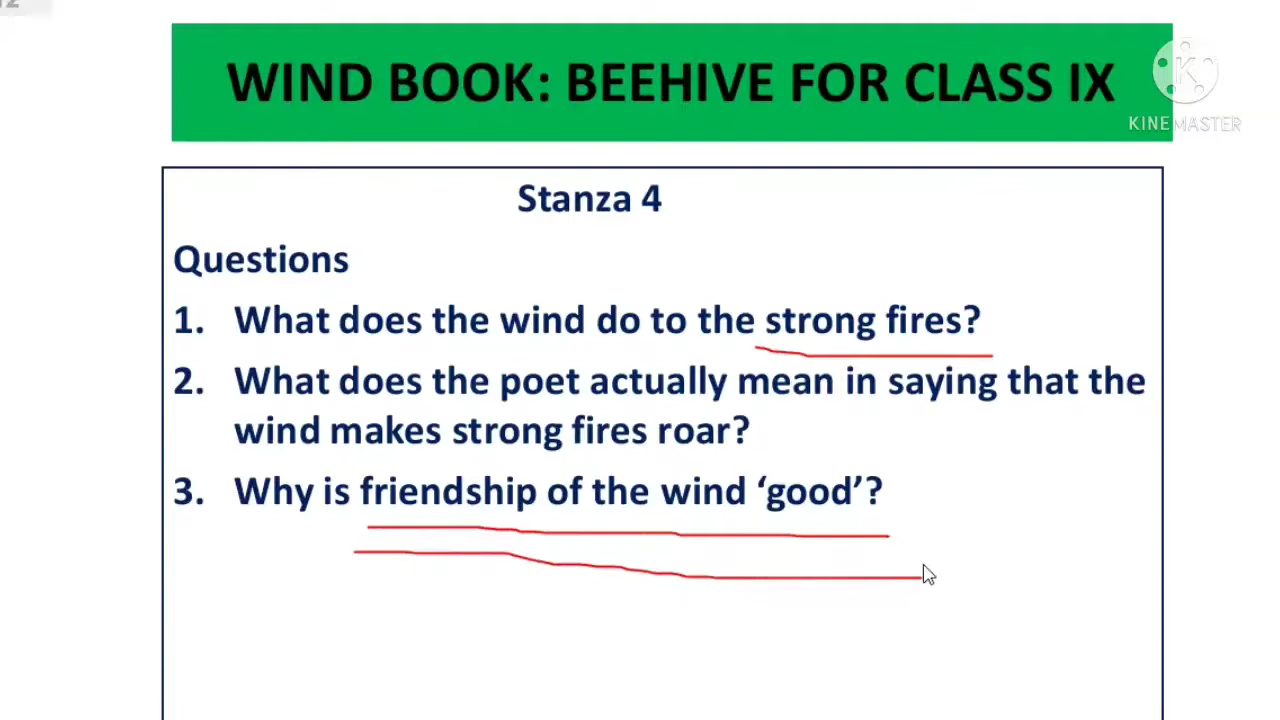 WIND BOOK: BEEHIVE FOR CLASS IX
KINEMASTER
Stanza 4
Questions
1. What does the wind do to the strong fires?
2. What does the poet actually mean in saying that the
wind makes strong fires roar?
3. Why is friendship of the wind ‘good’?